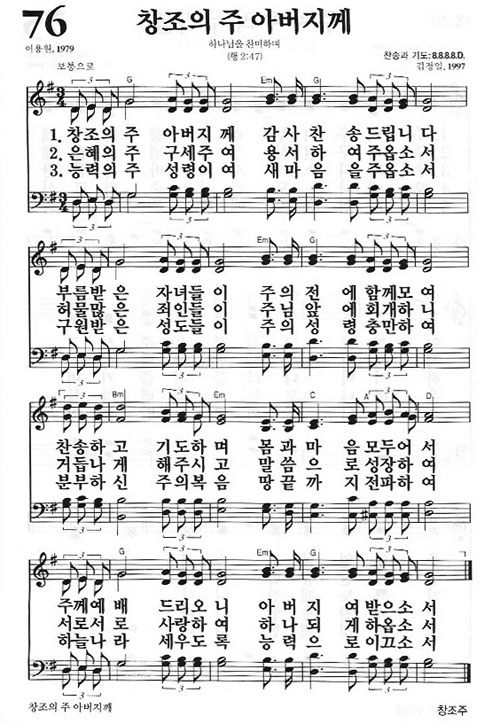 76
창조의 주 아버지께
이용원, 1979
하나님을 찬미하며
(행 2:47)
찬송과 기도: 8.8.8.8.D.
김정일, 1997
보통으로
G Em G
1. 창조의 주 아버지께 감사 찬송드립니다
2. 은혜의 주 구세주여 용서하여주옵소서
3. 능력의 주 성령이여 새마음을주옵소서
Em G
부름받은 자녀들이 주의 전에함께모여
허물많은 죄인들이 주님앞에회개하니
구원받은 성도들이 주의성령충만하여
Bm Em C A D
찬송하고 기도하며 몸과마음모두어서
거듭나게 해주시고 말씀으로성장하여
분부하신 주의복음 땅끝까지전파하여
G Em G
주께예배 드리오니 아버지여받으소서
서로서로 사랑하여 하나되게하옵소서
하늘나라 세우도록 능력으로이끄소서
창조의 주 아버지께
창조주